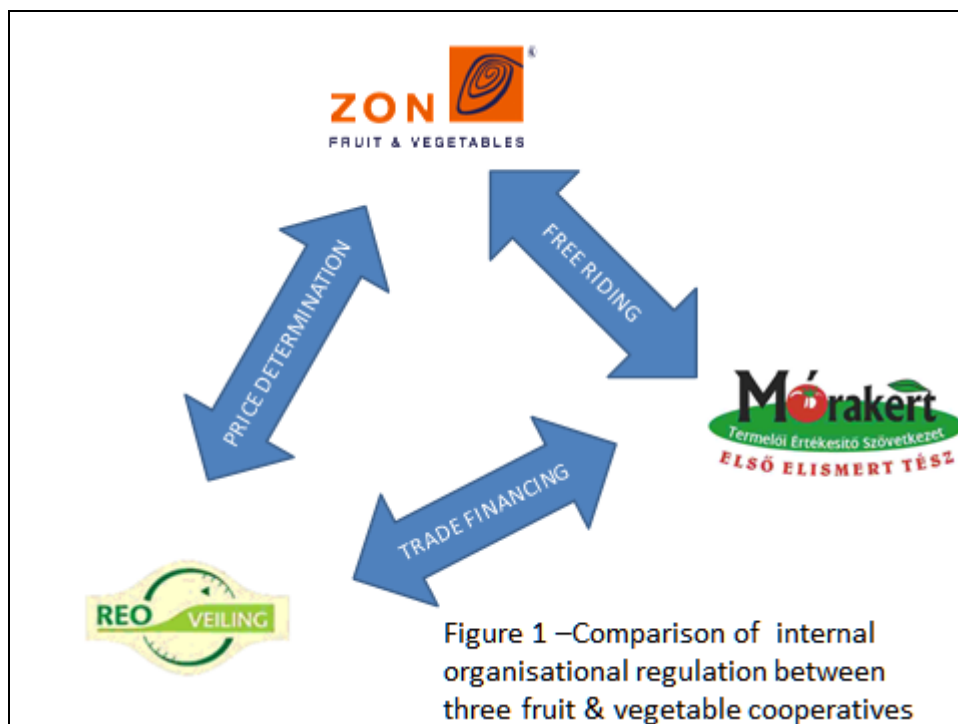 ZON
FRUIT & VEGETABLES
PRICE DETERMINATION
FREE RIDING
Mórakert
Termelői Értékesítő Szövetkezet
ELSŐ ELISMERT TÉSZ
TRADE FINANCING
REO VEILING
Figure 1 –Comparison of internal
organisational regulation between
three fruit & vegetable cooperatives